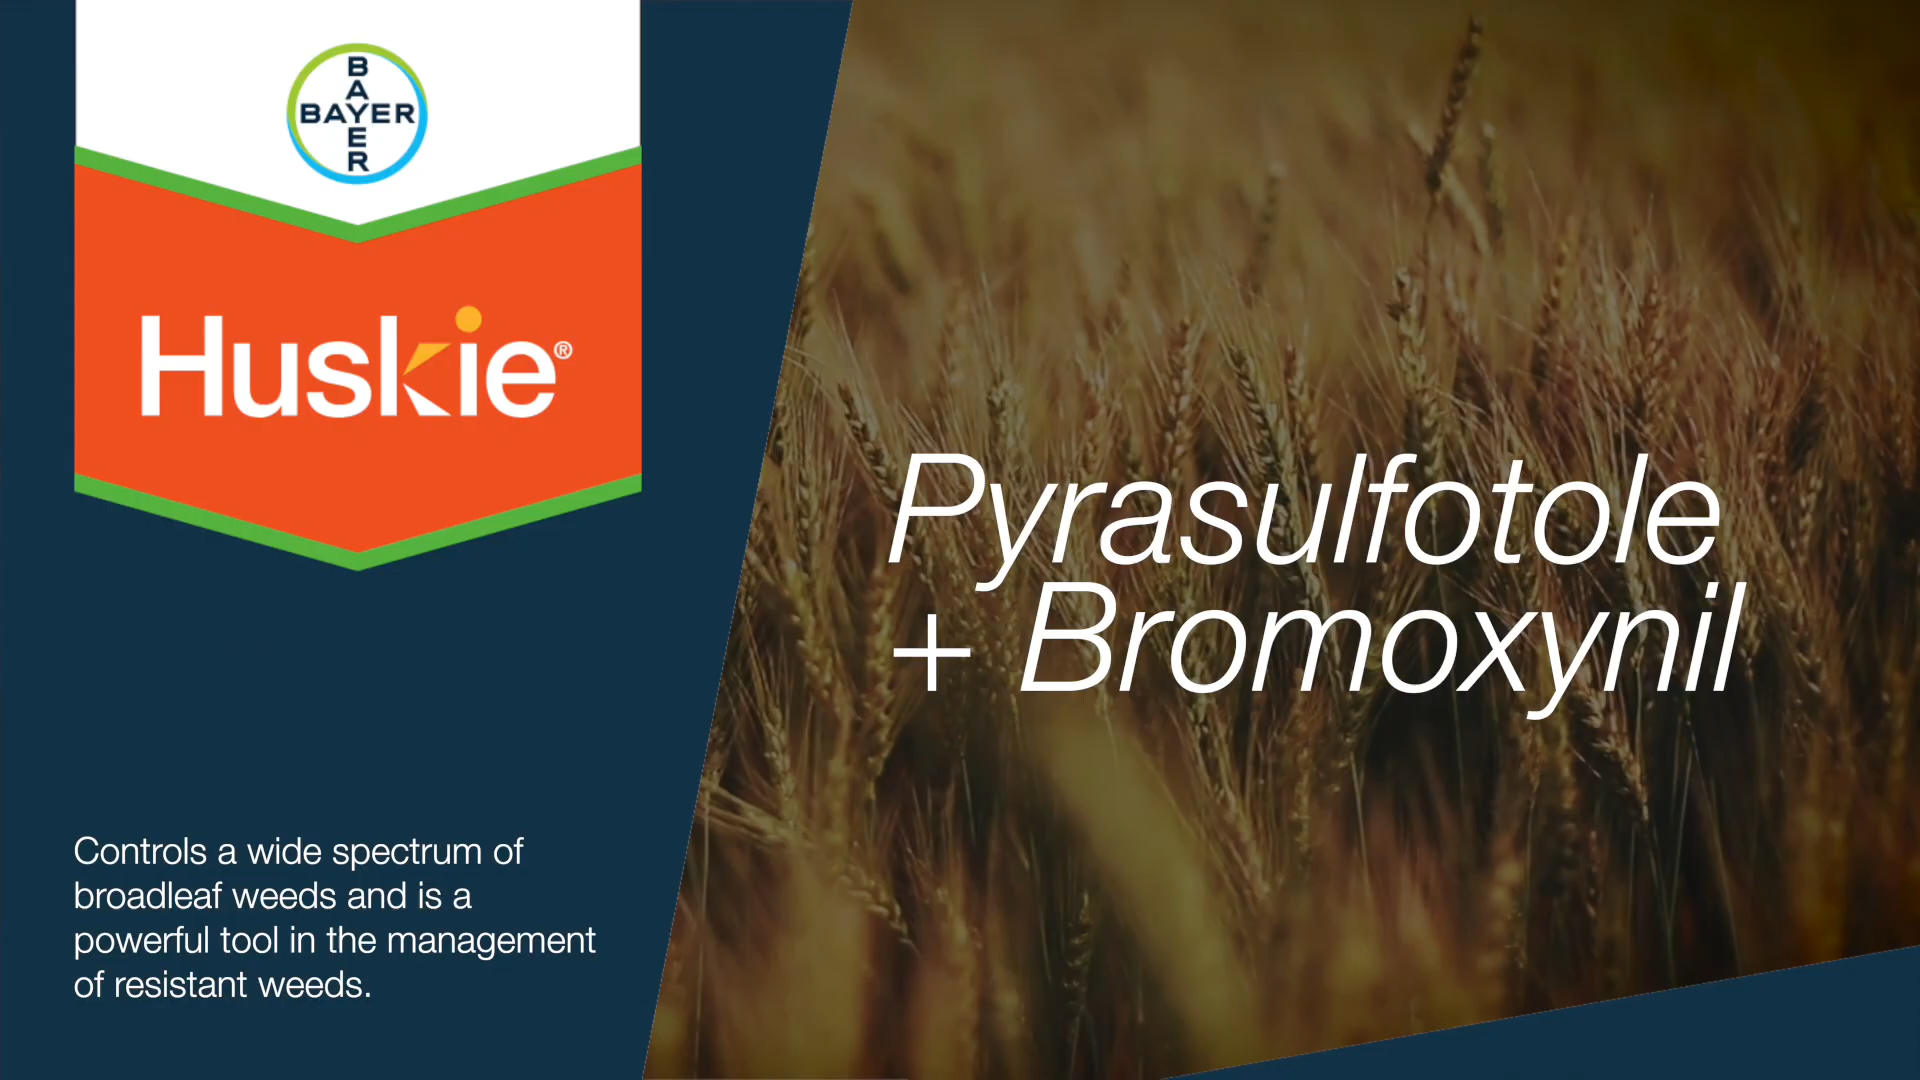 BAYER
BAYER
Huskie®
Pyrasulfotole
+ Bromoxynil
Controls a wide spectrum of
broadleaf weeds and is a
powerful tool in the management
of resistant weeds.